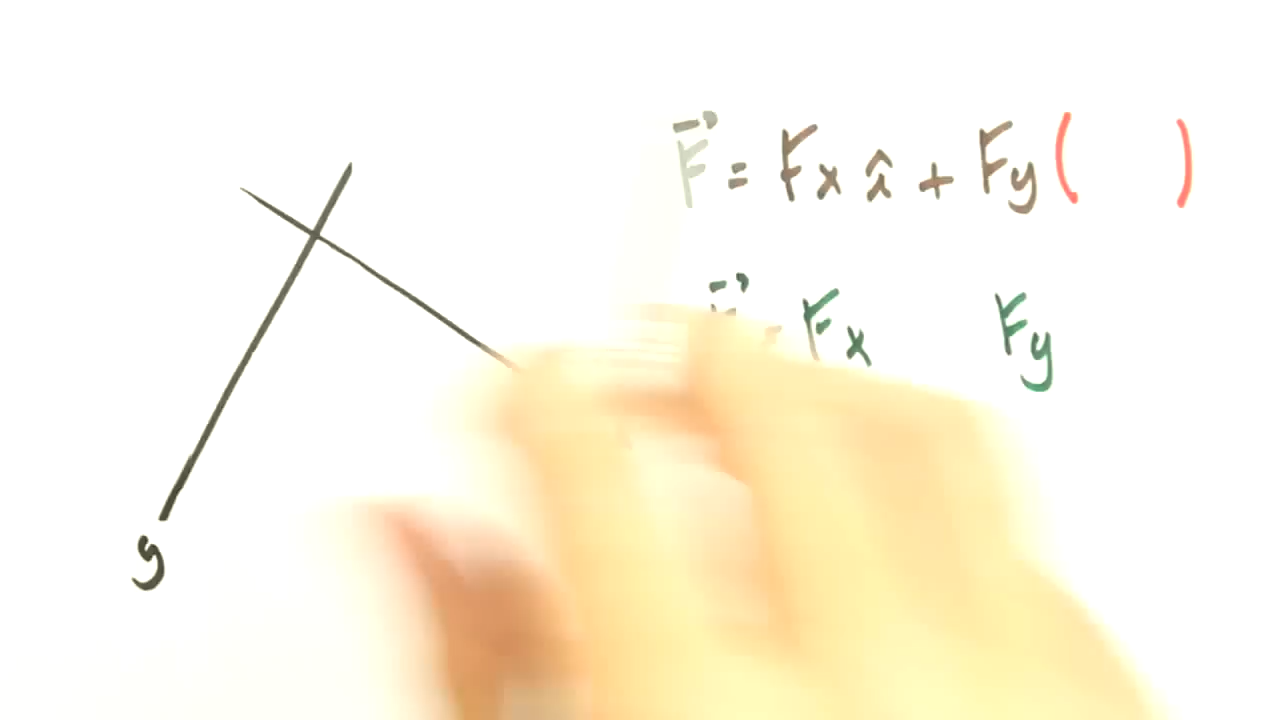 F⃗ = Fx î + Fy ( )
Fx Fy
y